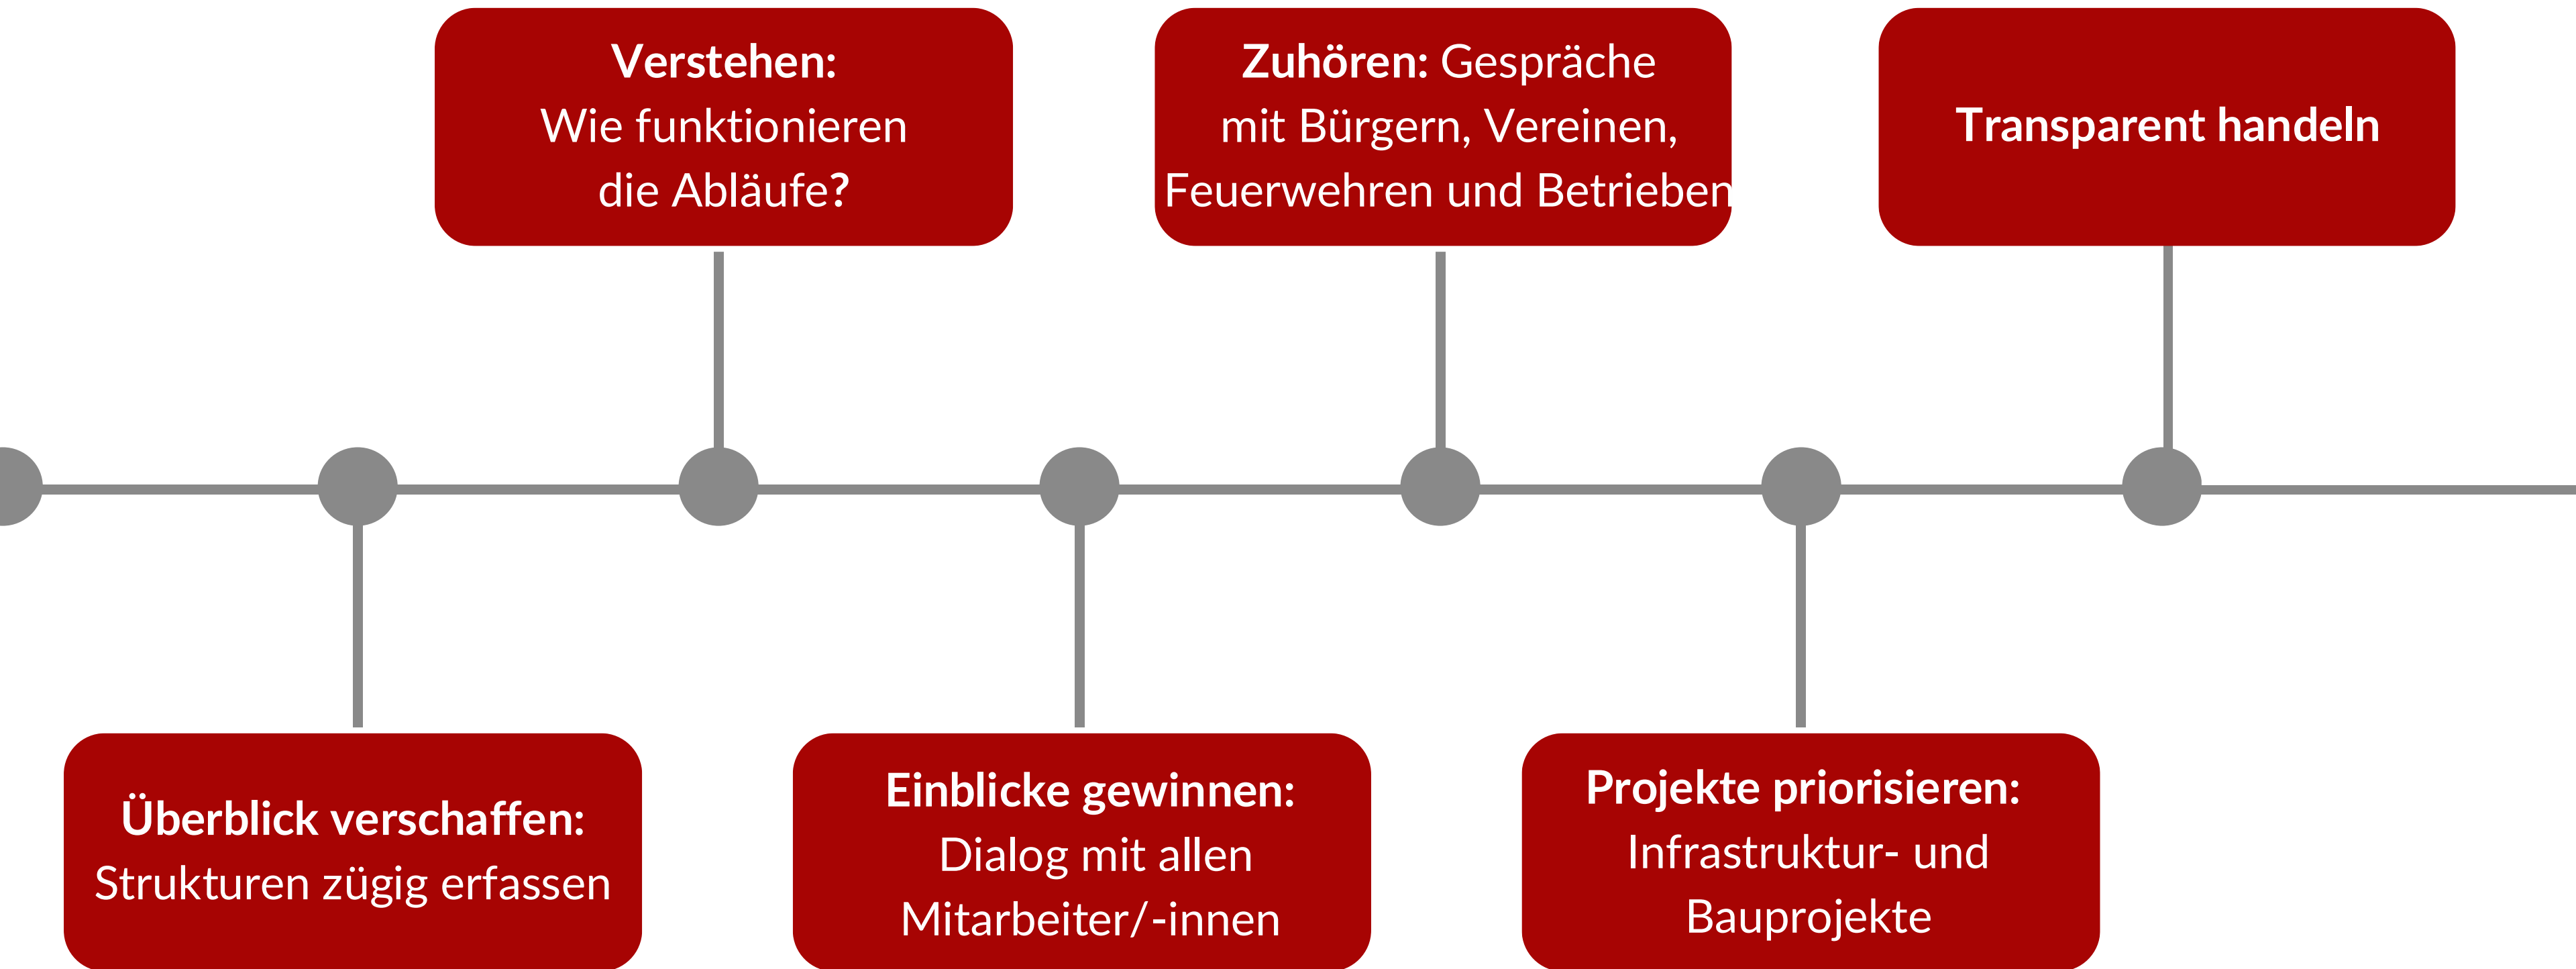 Verstehen:
Wie funktionieren
die Abläufe?
Zuhören: Gespräche
mit Bürgern, Vereinen,
Feuerwehren und Betrieben
Transparent handeln
Überblick verschaffen:
Strukturen zügig erfassen
Einblicke gewinnen:
Dialog mit allen
Mitarbeiter/-innen
Projekte priorisieren:
Infrastruktur- und
Bauprojekte